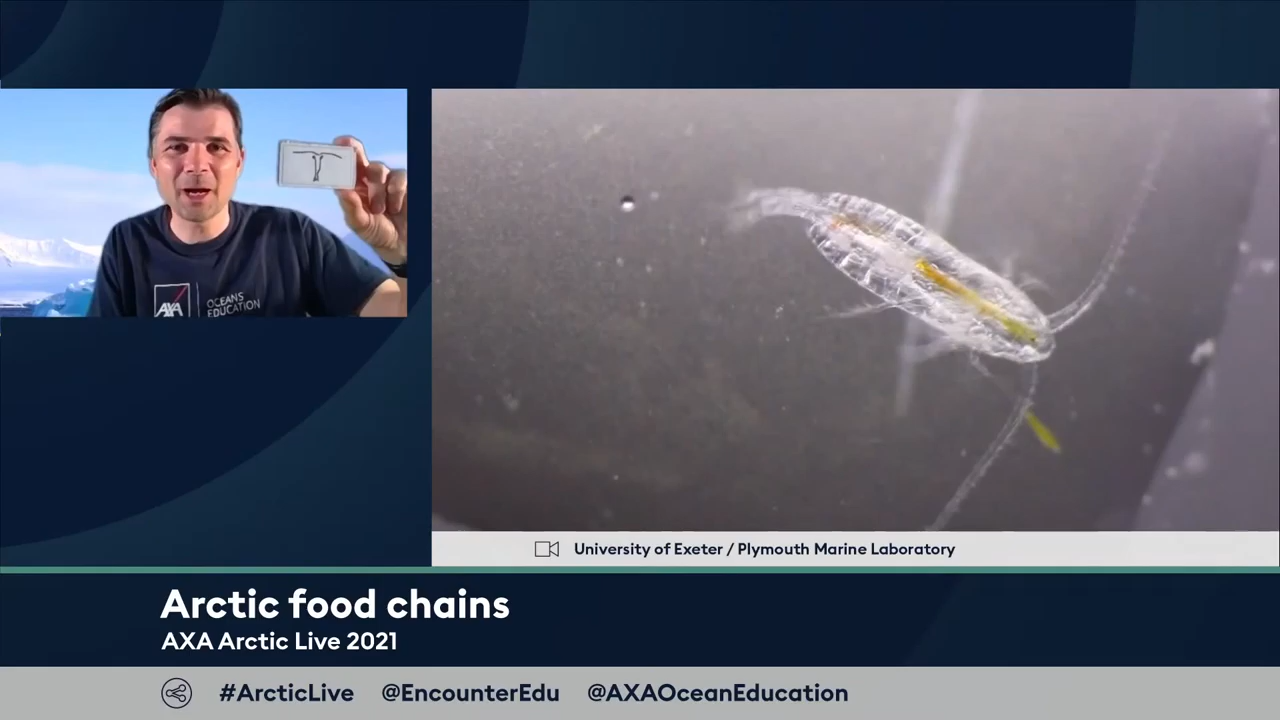 AXA
OCEANS
EDUCATION
University of Exeter / Plymouth Marine Laboratory
Arctic food chains
AXA Arctic Live 2021
#ArcticLive @EncounterEdu @AXAOceanEducation